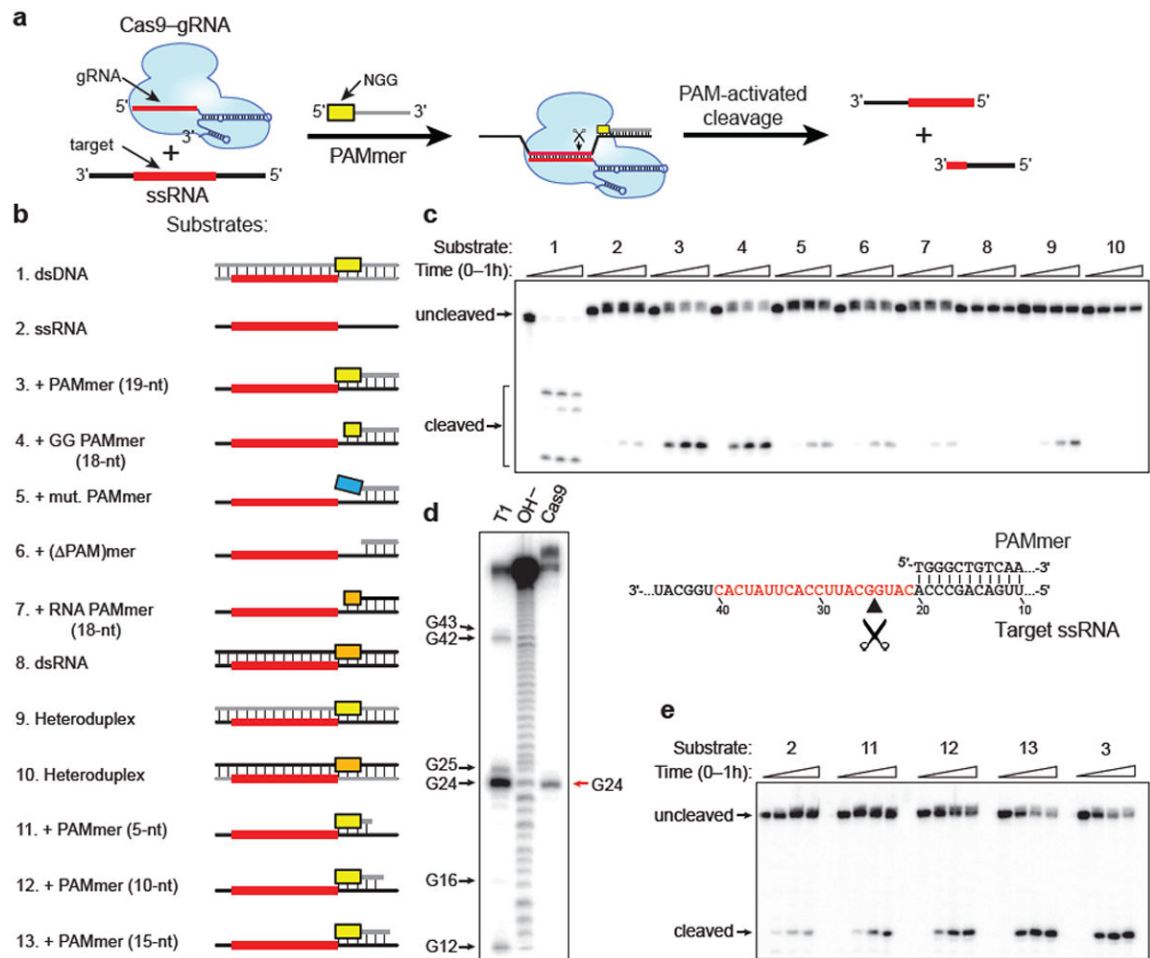 a
Cas9–gRNA
gRNA
5'
3'
+
target
3'
5'
ssRNA
NGG
5'
3'
PAMmer
PAM-activated
cleavage
3'
5'
+
3'
5'
b
Substrates:
1. dsDNA
2. ssRNA
3. + PAMmer (19-nt)
4. + GG PAMmer
(18-nt)
5. + mut. PAMmer
6. + (ΔPAM)mer
7. + RNA PAMmer
(18-nt)
8. dsRNA
9. Heteroduplex
10. Heteroduplex
11. + PAMmer (5-nt)
12. + PAMmer (10-nt)
13. + PAMmer (15-nt)
c
Substrate: 1 2 3 4 5 6 7 8 9 10
Time (0–1h):
uncleaved
cleaved
d
T1 OH– Cas9
G43
G42
G25
G24
G24
G16
G12
PAMmer
5'-TGGGCTGTCAA...-3'
3'-...UACGGUCACUAUUCACCUUACGGUACACCCGACAGUU...-5'
40 30 20 10
Target ssRNA
e
Substrate: 2 11 12 13 3
Time (0–1h):
uncleaved
cleaved